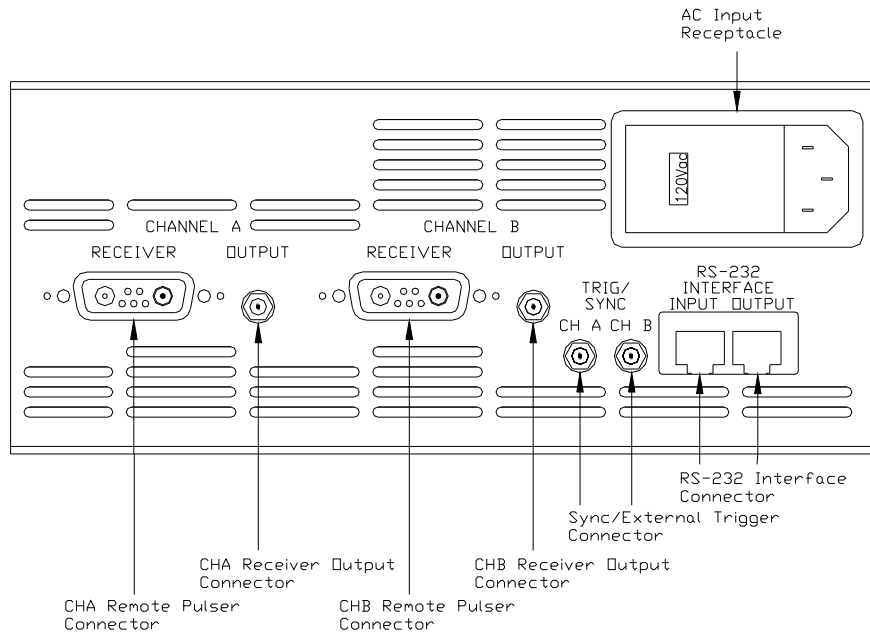 AC Input
Receptacle
120Vac
CHANNEL A
CHANNEL B
RECEIVER
OUTPUT
RECEIVER
OUTPUT
RS-232
INTERFACE
INPUT OUTPUT
TRIG/
SYNC
CH A CH B
RS-232 Interface
Connector
Sync/External Trigger
Connector
CHA Receiver Output
Connector
CHB Receiver Output
Connector
CHA Remote Pulser
Connector
CHB Remote Pulser
Connector